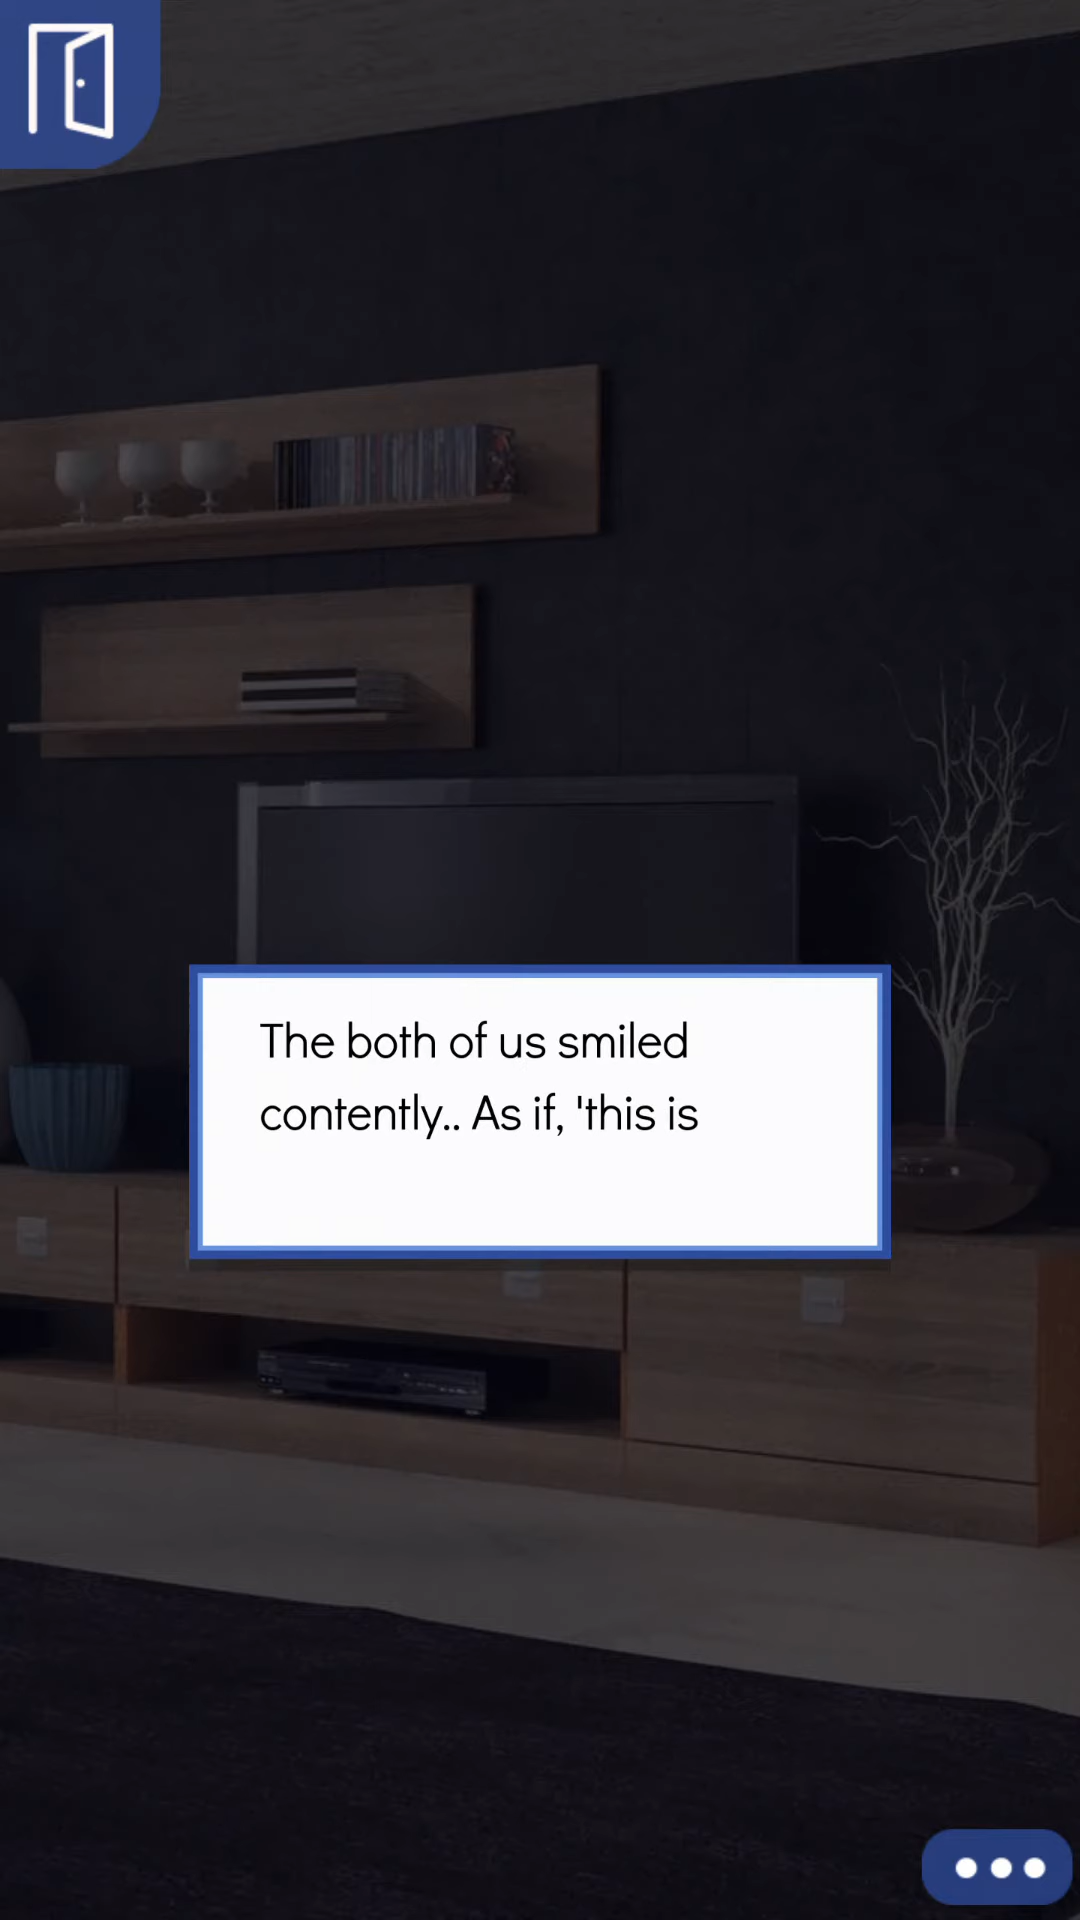 The both of us smiled
contently.. As if, 'this is